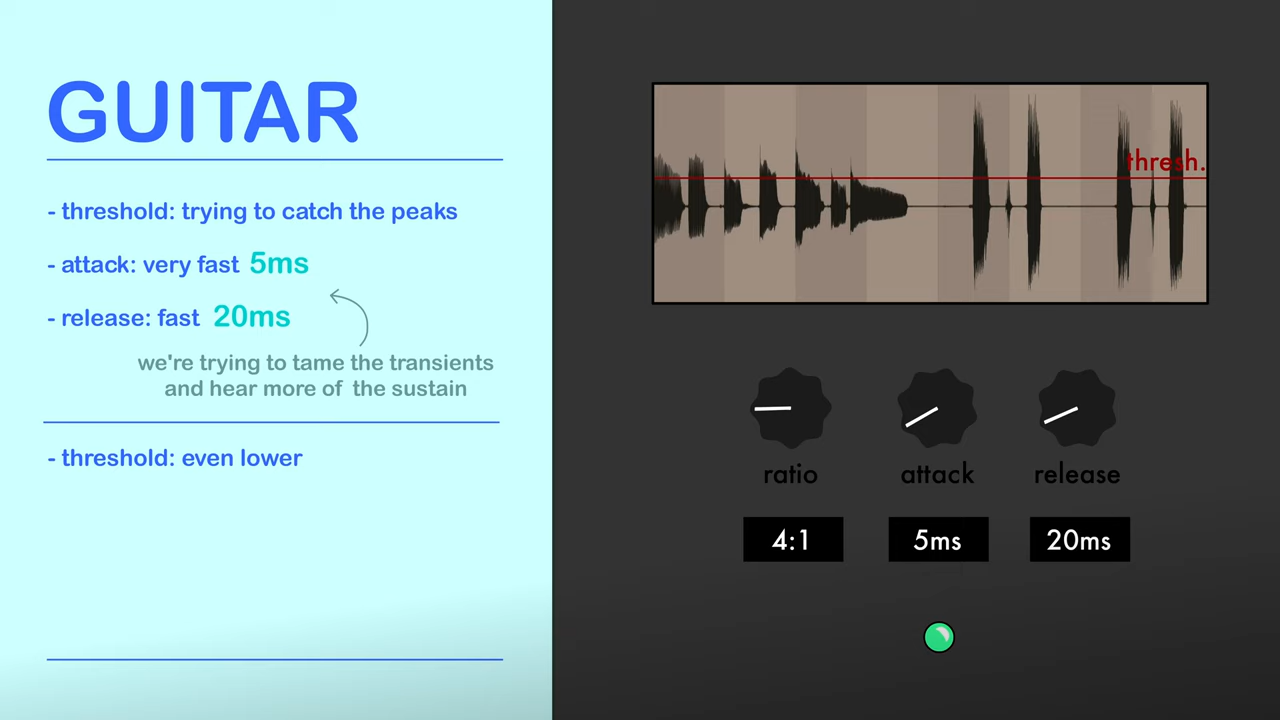 GUITAR
- threshold: trying to catch the peaks
- attack: very fast 5ms
- release: fast 20ms
we're trying to tame the transients
and hear more of the sustain
- threshold: even lower
thresh.
ratio attack release
4:1 5ms 20ms